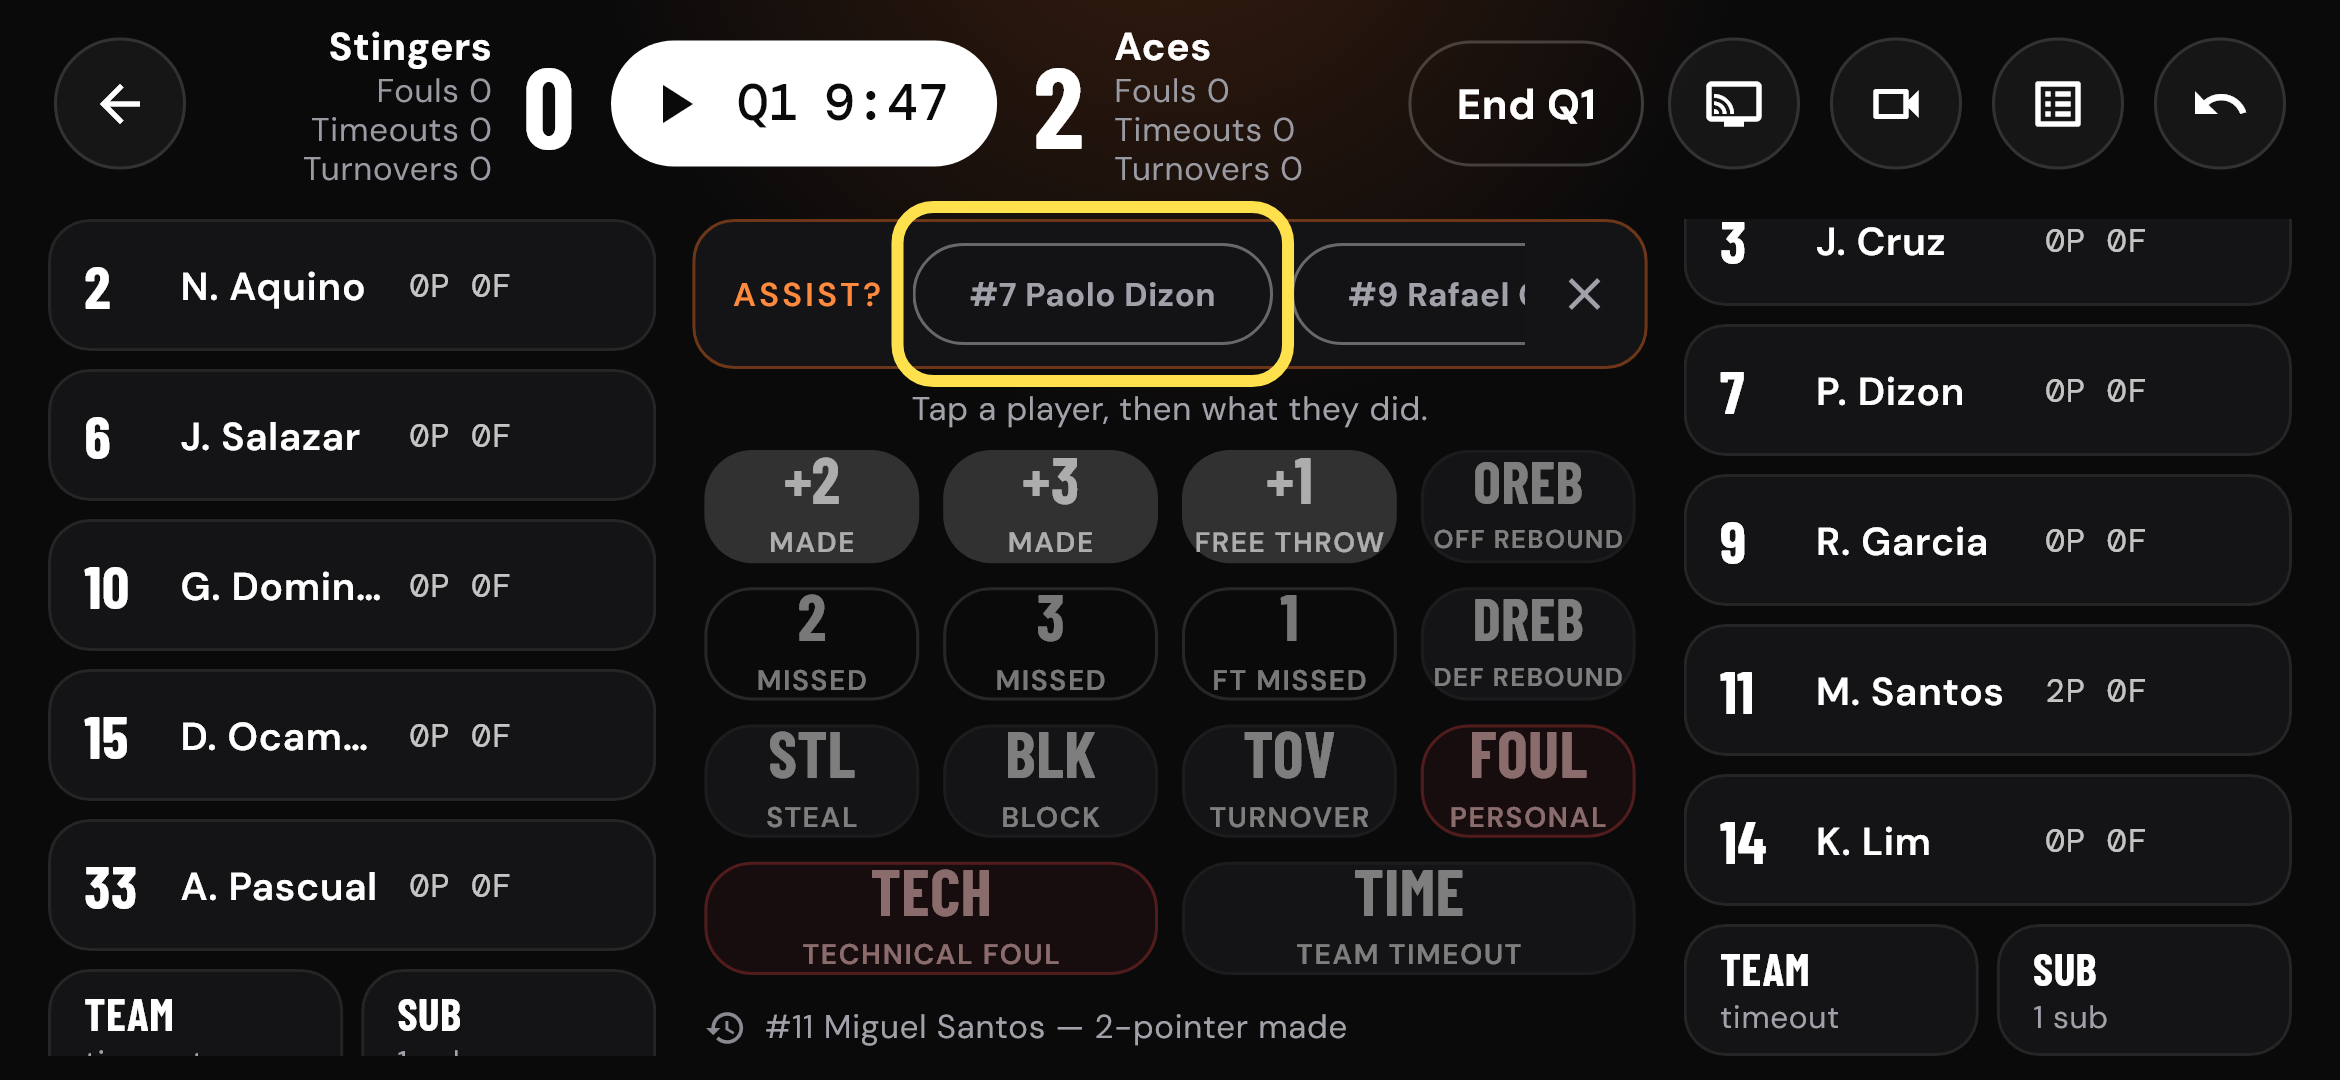 Stingers
Fouls 0
Timeouts 0
Turnovers 0
0
Q1 9:47
2
Aces
Fouls 0
Timeouts 0
Turnovers 0
End Q1
2 N. Aquino 0P 0F
6 J. Salazar 0P 0F
10 G. Domin... 0P 0F
15 D. Ocam... 0P 0F
33 A. Pascual 0P 0F
TEAM
SUB
ASSIST? #7 Paolo Dizon #9 Rafael
Tap a player, then what they did.
+2 MADE
+3 MADE
+1 FREE THROW
OREB OFF REBOUND
2 MISSED
3 MISSED
1 FT MISSED
DREB DEF REBOUND
STL STEAL
BLK BLOCK
TOV TURNOVER
FOUL PERSONAL
TECH TECHNICAL FOUL
TIME TEAM TIMEOUT
#11 Miguel Santos — 2-pointer made
3 J. Cruz 0P 0F
7 P. Dizon 0P 0F
9 R. Garcia 0P 0F
11 M. Santos 2P 0F
14 K. Lim 0P 0F
TEAM
timeout
SUB
1 sub